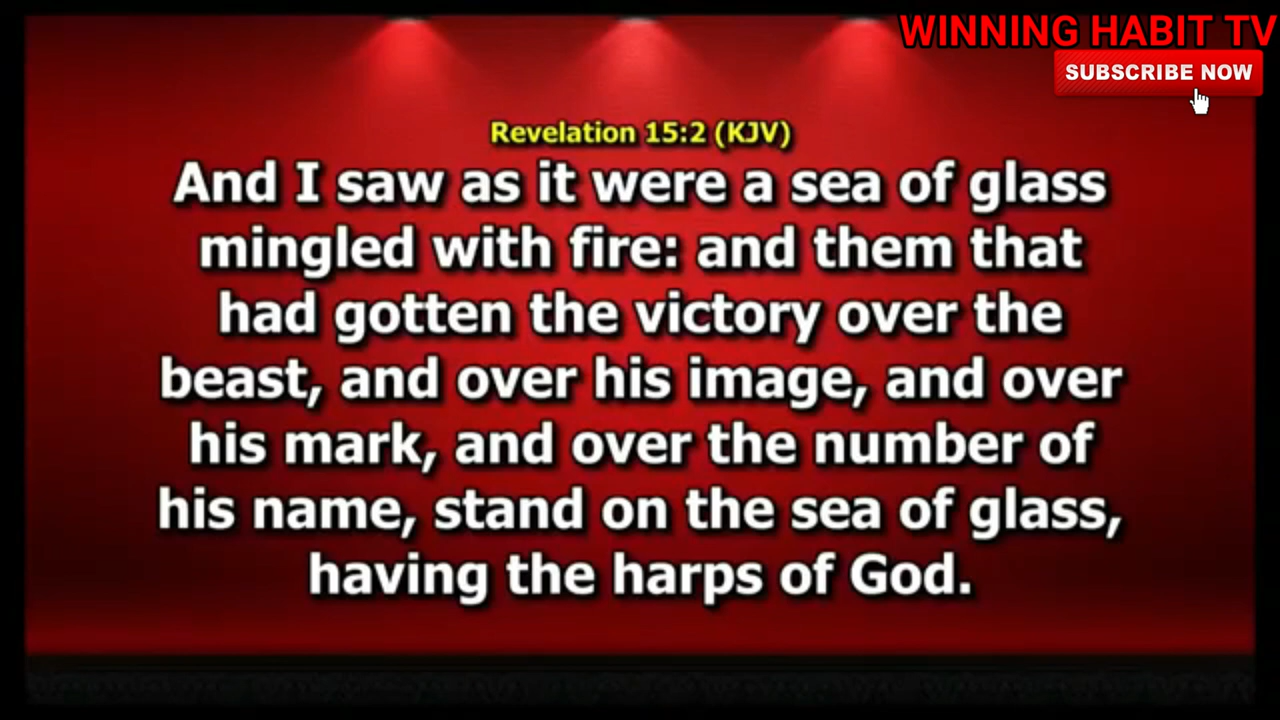 WINNING HABIT TV
SUBSCRIBE NOW
Revelation 15:2 (KJV)
And I saw as it were a sea of glass
mingled with fire: and them that
had gotten the victory over the
beast, and over his image, and over
his mark, and over the number of
his name, stand on the sea of glass,
having the harps of God.